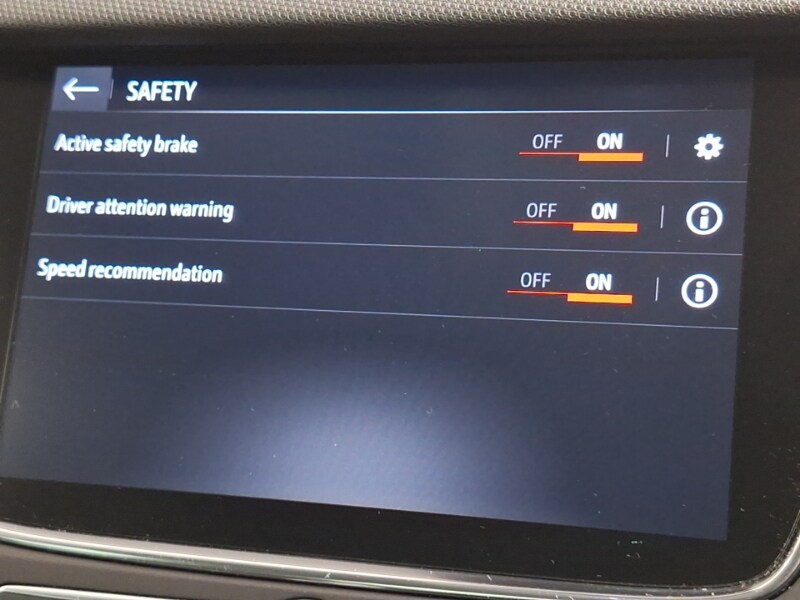 SAFETY
Active safety brake OFF ON
Driver attention warning OFF ON
Speed recommendation OFF ON